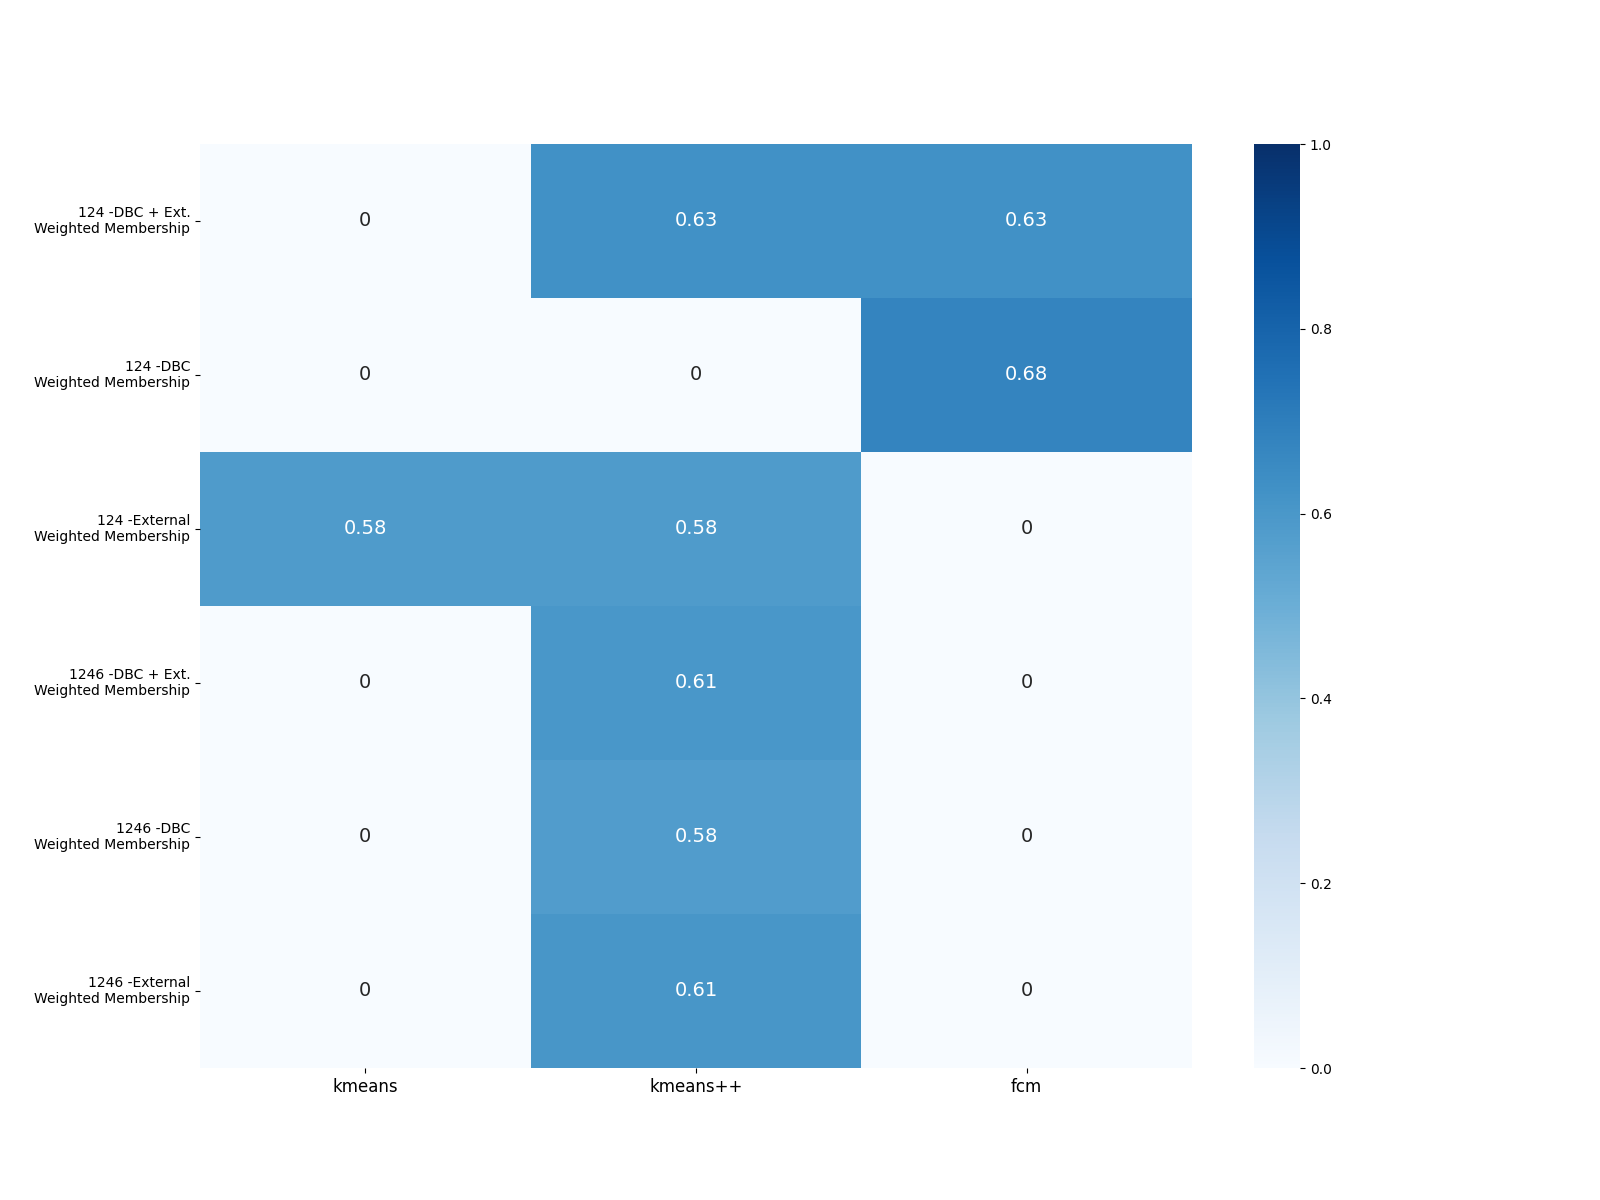 124 -DBC + Ext.
Weighted Membership
0
0.63
0.63
124 -DBC
Weighted Membership
0
0
0.68
124 -External
Weighted Membership
0.58
0.58
0
1246 -DBC + Ext.
Weighted Membership
0
0.61
0
1246 -DBC
Weighted Membership
0
0.58
0
1246 -External
Weighted Membership
0
0.61
0
kmeans
kmeans++
fcm
1.0
0.8
0.6
0.4
0.2
0.0